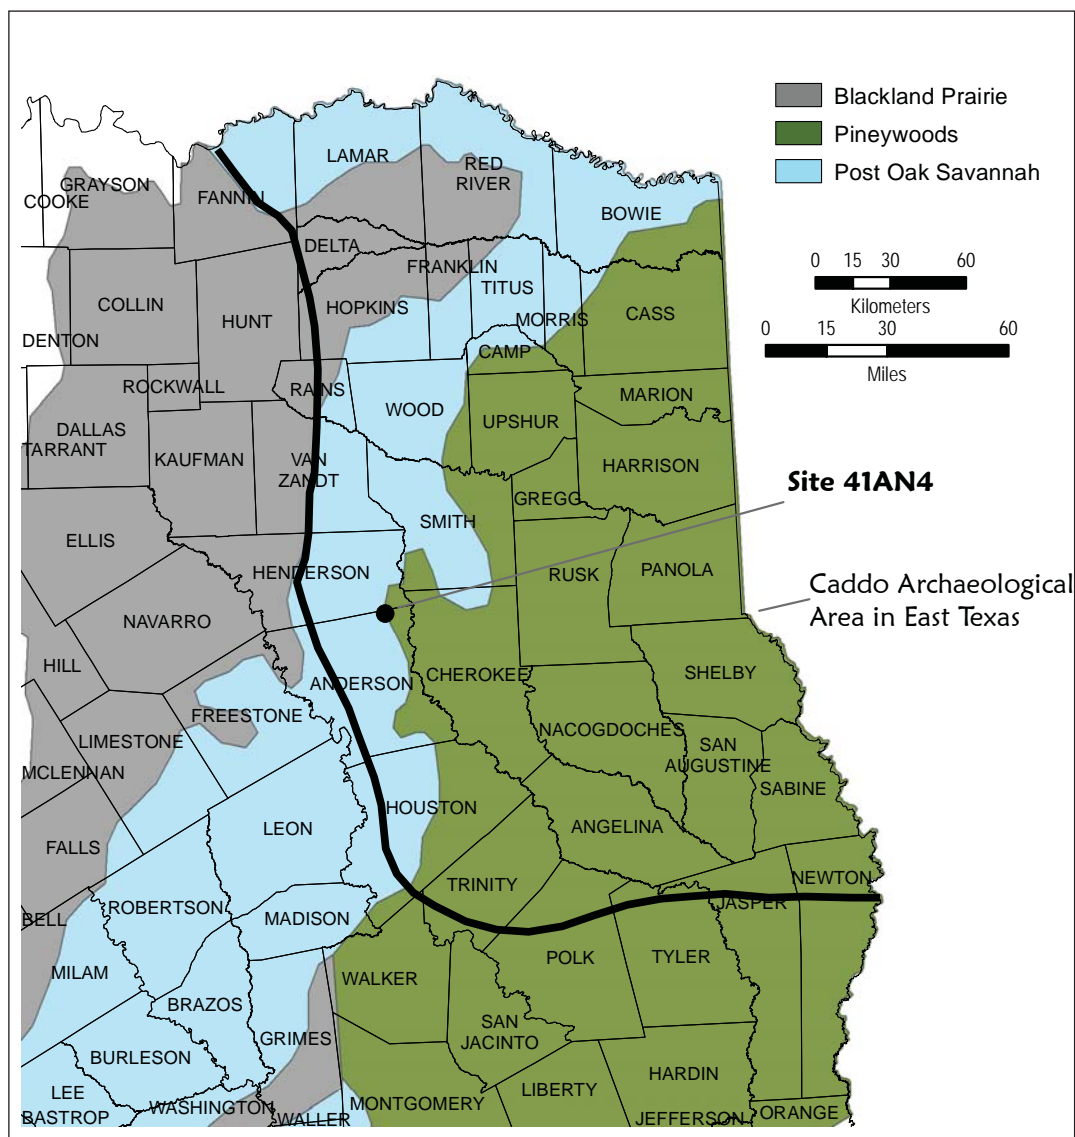 Blackland Prairie
Pineywoods
Post Oak Savannah
0 15 30 60
Kilometers
0 15 30 60
Miles
Site 41AN4
Caddo Archaeological
Area in East Texas
LAMAR
RED
RIVER
GRAYSON
COOKE
FANNIN
BOWIE
DELTA
FRANKLIN
TITUS
COLLIN
HOPKINS
HUNT
MORRIS
CASS
DENTON
CAMP
ROCKWALL
RAINS
MARION
WOOD
UPSHUR
DALLAS
TARRANT
KAUFMAN
VAN
ZANDT
HARRISON
GREGG
SMITH
ELLIS
HENDERSON
RUSK
PANOLA
NAVARRO
HILL
ANDERSON
CHEROKEE
SHELBY
FREESTONE
LIMESTONE
NACOGDOCHES
SAN
AUGUSTINE
MCLENHAN
SABINE
HOUSTON
LEON
ANGELINA
FALLS
TRINITY
NEWTON
JASPER
ROBERTSON
MADISON
BELL
POLK
TYLER
MILAM
WALKER
BRAZOS
SAN
JACINTO
GRIMES
BURLESON
HARDIN
LEE
LIBERTY
BASTROP
WASHINGTON
WALLER
MONTGOMERY
JEFFERSON
ORANGE